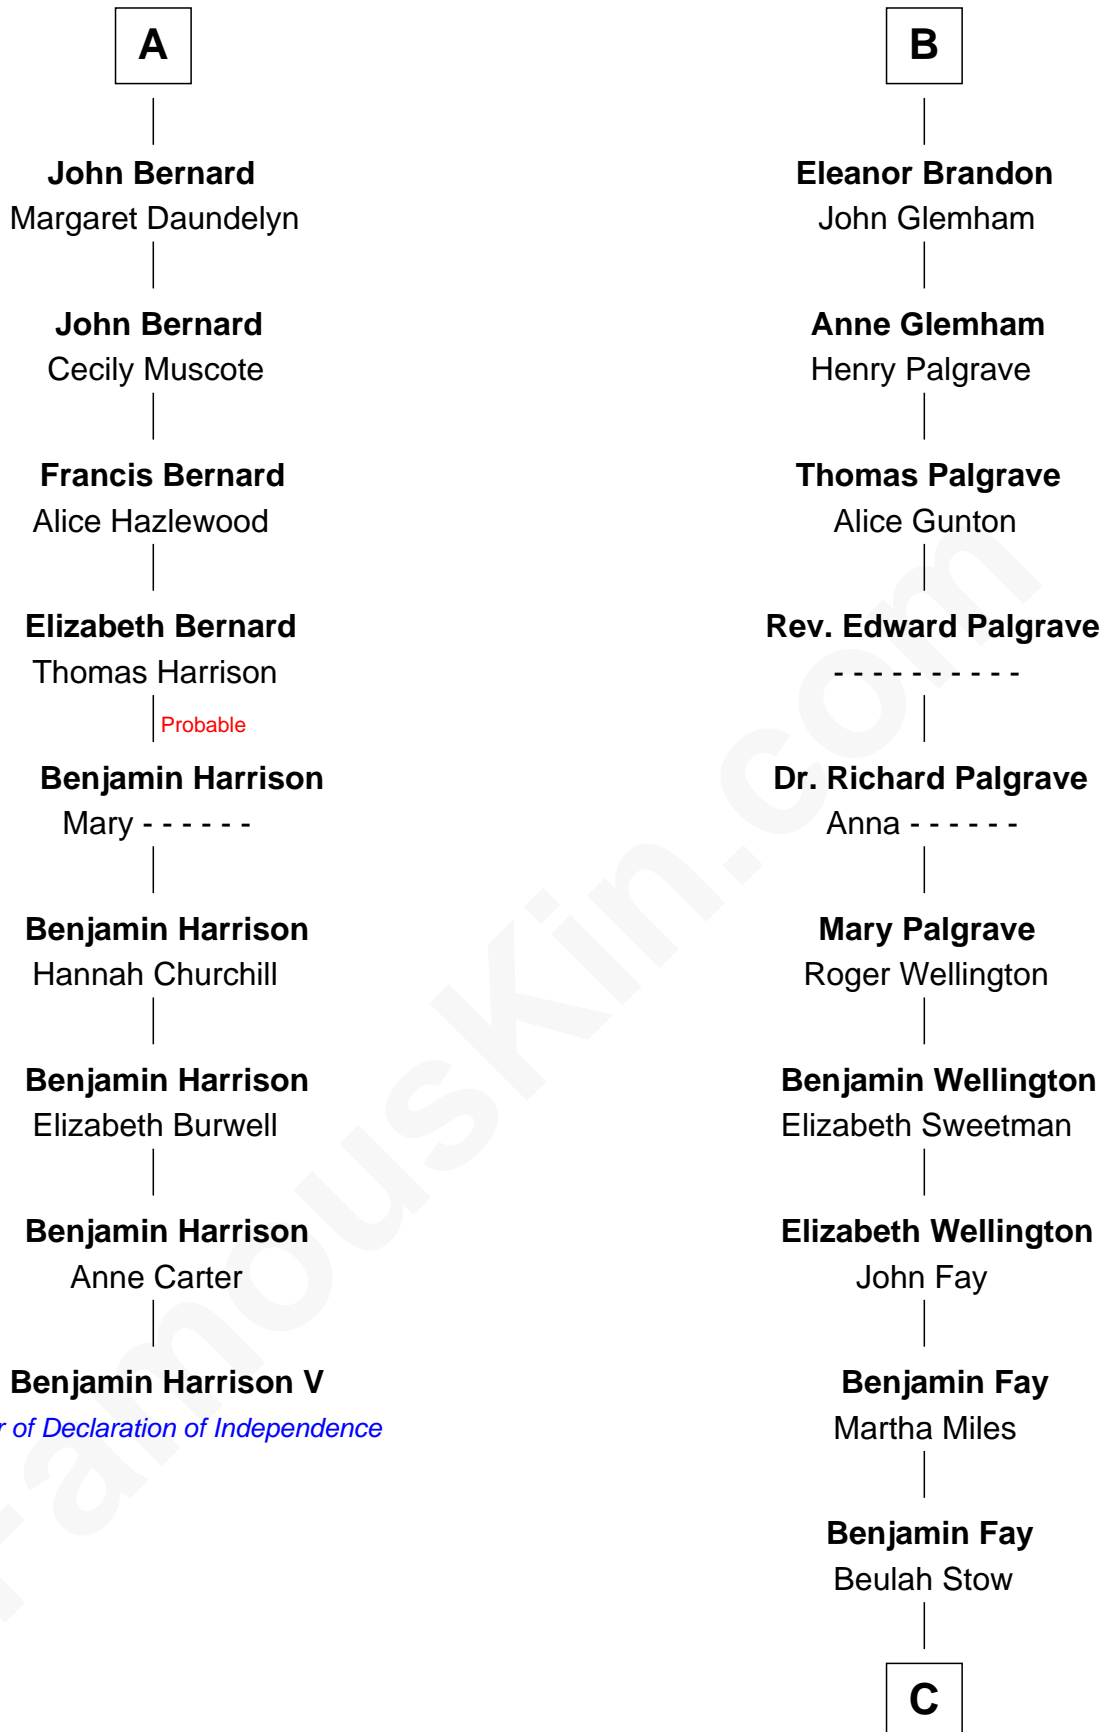 A
John Bernard
Margaret Daundelyn
John Bernard
Cecily Muscote
Francis Bernard
Alice Hazlewood
Elizabeth Bernard
Thomas Harrison
Probable
Benjamin Harrison
Mary - - - - - -
Benjamin Harrison
Hannah Churchill
Benjamin Harrison
Elizabeth Burwell
Benjamin Harrison
Anne Carter
Benjamin Harrison V
r of Declaration of Independence
B
Eleanor Brandon
John Glemham
Anne Glemham
Henry Palgrave
Thomas Palgrave
Alice Gunton
Rev. Edward Palgrave
- - - - - - - - - -
Dr. Richard Palgrave
Anna - - - - - -
Mary Palgrave
Roger Wellington
Benjamin Wellington
Elizabeth Sweetman
Elizabeth Wellington
John Fay
Benjamin Fay
Martha Miles
Benjamin Fay
Beulah Stow
C
FamousKin.com